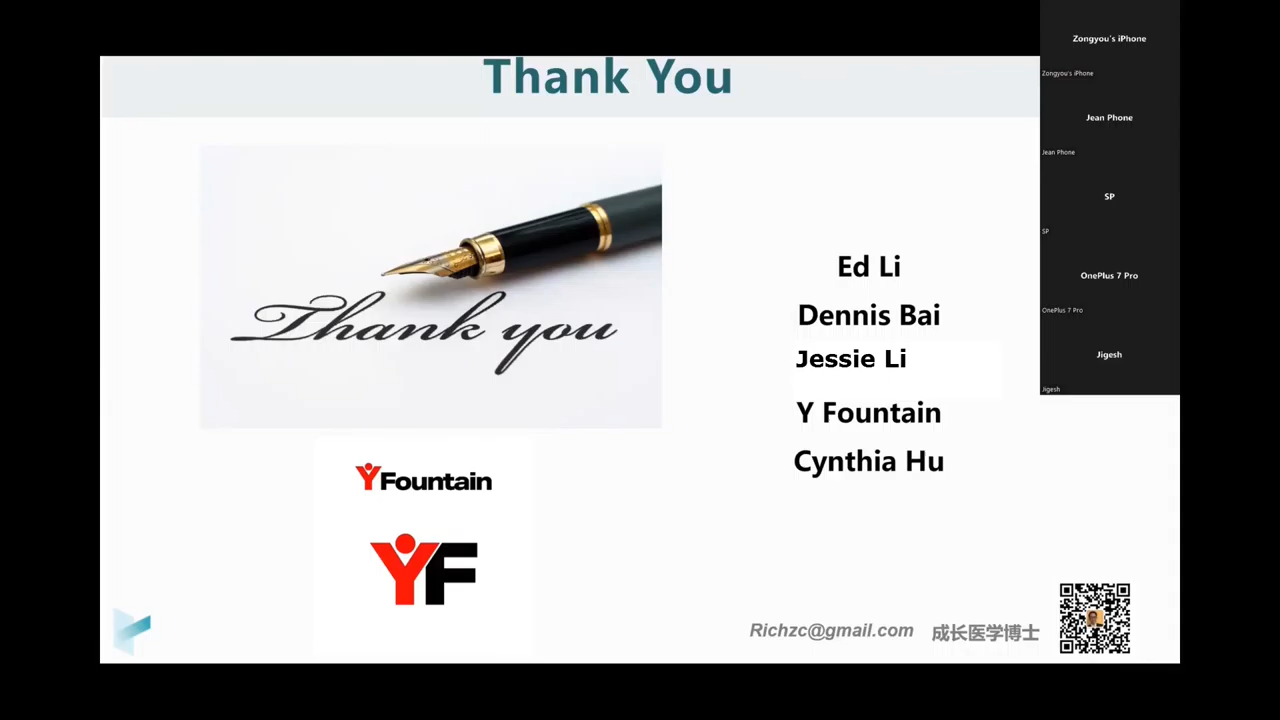 Thank You
Thank you
Ed Li
Dennis Bai
Jessie Li
Y Fountain
Cynthia Hu
YFountain
YF
Richzc@gmail.com 成长医学博士
Zongyou's iPhone
Zongyou's iPhone
Jean Phone
Jean Phone
SP
SP
OnePlus 7 Pro
OnePlus 7 Pro
Jigesh
Jigesh